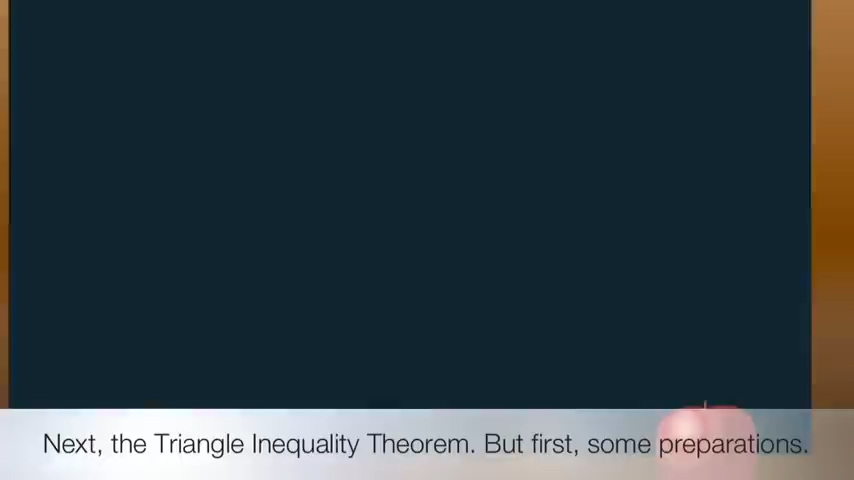 Next, the Triangle Inequality Theorem. But first, some preparations.